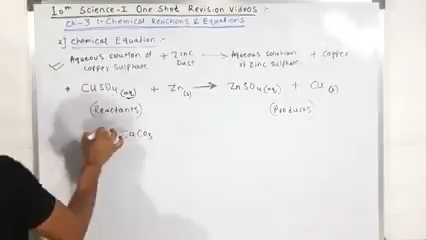 10th Science-I One Shot Revision Videos :-
Ch-3 :- Chemical Reactions & Equations
2] Chemical Equation :-
Aqueous solution of copper sulphate + Zinc Dust → Aqueous solution of Zinc Sulphate + Copper
* CuSO4 (aq) + Zn(s) → ZnSO4 (aq) + Cu (s)
(Reactants) (Products)
CaCO3